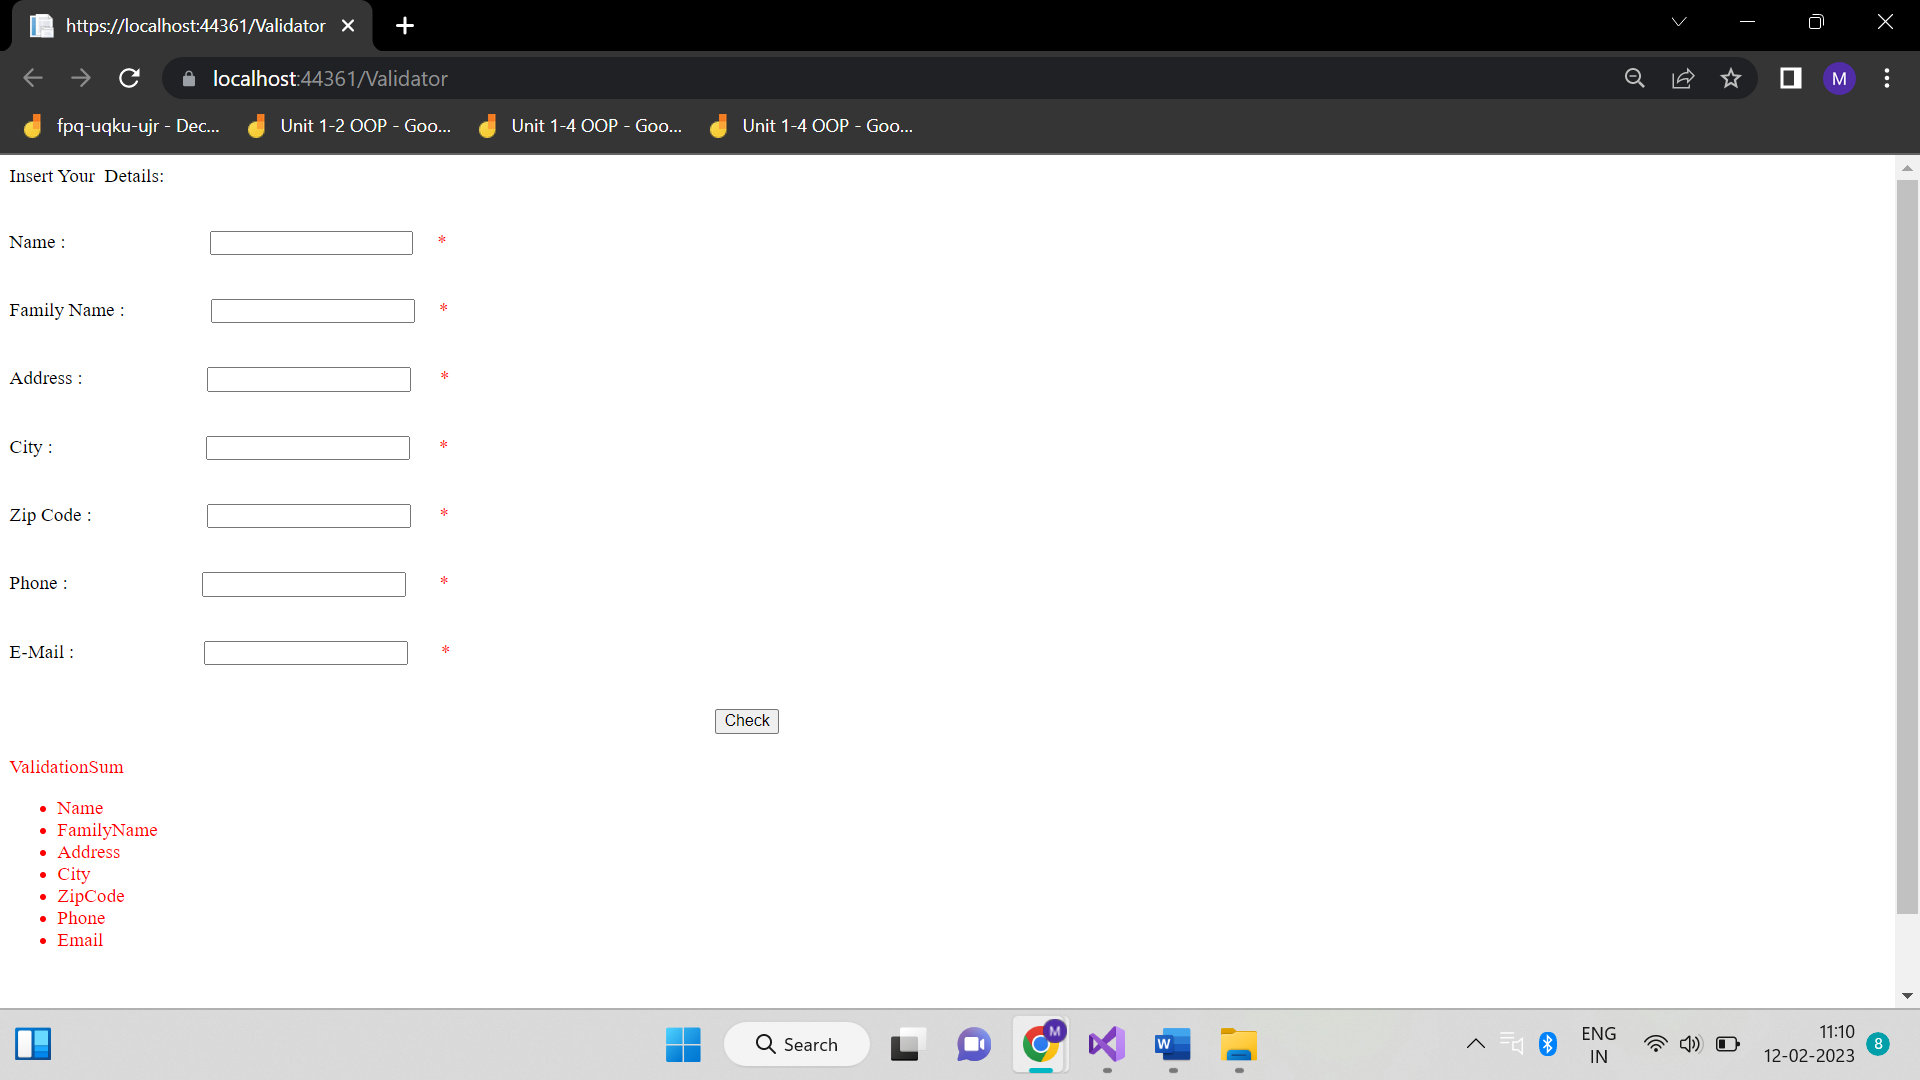 https://localhost:44361/Validator
localhost:44361/Validator
M
fpq-uqku-ujr - Dec... Unit 1-2 OOP - Goo... Unit 1-4 OOP - Goo... Unit 1-4 OOP - Goo...
Insert Your Details:
Name : *
Family Name : *
Address : *
City : *
Zip Code : *
Phone : *
E-Mail : *
Check
ValidationSum
• Name
• FamilyName
• Address
• City
• ZipCode
• Phone
• Email
Search
M
W
ENG
IN
11:10
12-02-2023
8